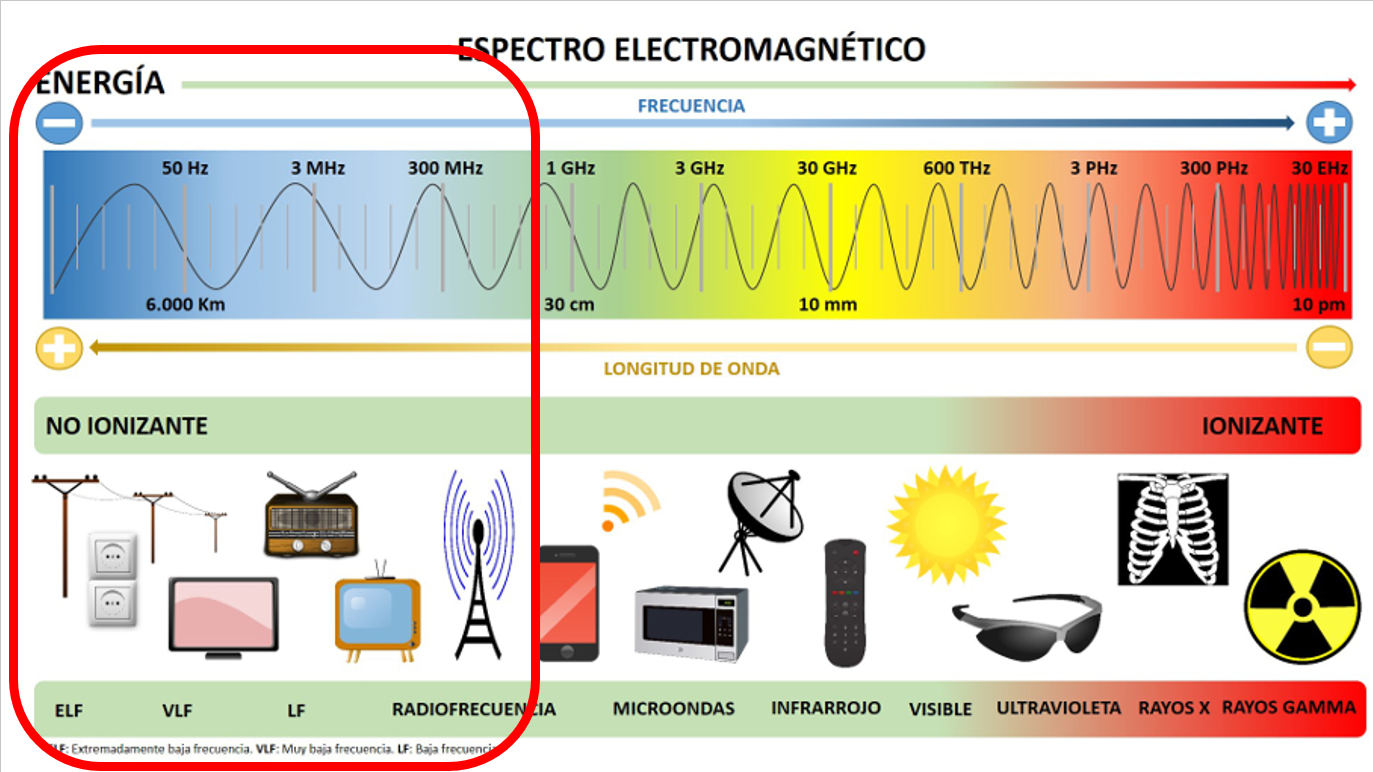 ESPECTRO ELECTROMAGNÉTICO
ENERGÍA
FRECUENCIA
50 Hz 3 MHz 300 MHz 1 GHz 3 GHz 30 GHz 600 THz 3 PHz 300 PHz 30 EHz
6.000 Km 30 cm 10 mm 10 pm
LONGITUD DE ONDA
NO IONIZANTE IONIZANTE
ELF VLF LF RADIOFRECUENCIA MICROONDAS INFRARROJO VISIBLE ULTRAVIOLETA RAYOS X RAYOS GAMMA
ELF: Extremadamente baja frecuencia. VLF: Muy baja frecuencia. LF: Baja frecuencia